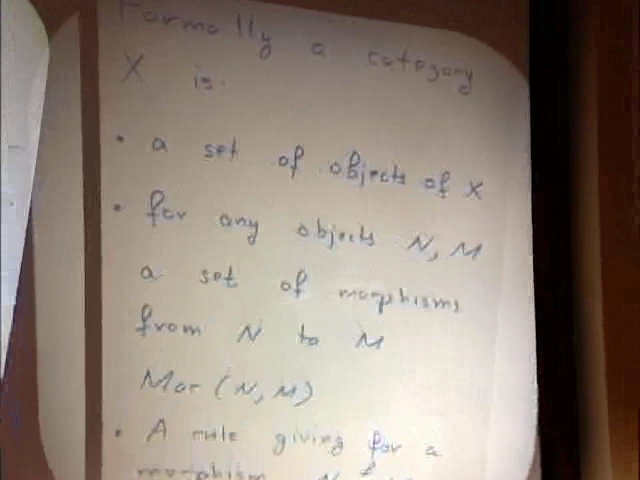 Formally a category
X is.
• a set of objects of X
• for any objects N, M
a set of morphisms
from N to M
Mor (N, M)
• A rule giving for a
morphism N f